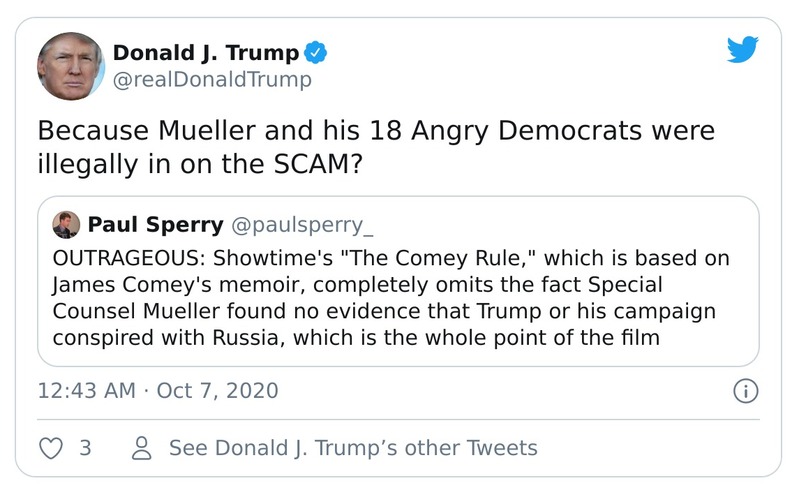 Donald J. Trump
@realDonaldTrump
Because Mueller and his 18 Angry Democrats were
illegally in on the SCAM?
Paul Sperry @paulsperry_
OUTRAGEOUS: Showtime's "The Comey Rule," which is based on
James Comey's memoir, completely omits the fact Special
Counsel Mueller found no evidence that Trump or his campaign
conspired with Russia, which is the whole point of the film
12:43 AM · Oct 7, 2020
3 See Donald J. Trump’s other Tweets